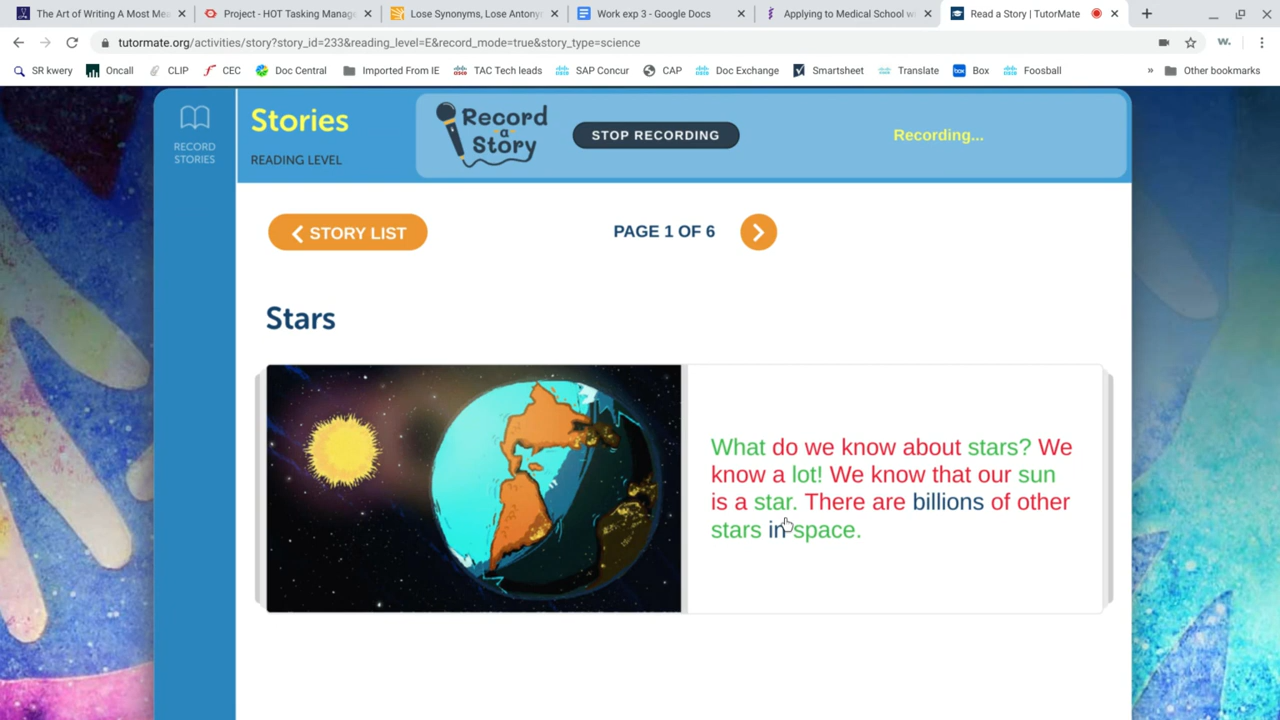 The Art of Writing A Most Mea
Project - HOT Tasking Manage
Lose Synonyms, Lose Antonym
Work exp 3 - Google Docs
Applying to Medical School w
Read a Story | TutorMate
tutormate.org/activities/story?story_id=233&reading_level=E&record_mode=true&story_type=science
W.
SR kwery
Oncall
CLIP
CEC
Doc Central
Imported From IE
TAC Tech leads
SAP Concur
CAP
Doc Exchange
Smartsheet
Translate
box
Box
Foosball
»
Other bookmarks
RECORD
STORIES
Stories
READING LEVEL
Record
a
Story
STOP RECORDING
Recording...
STORY LIST
PAGE 1 OF 6
Stars
What do we know about stars? We
know a lot! We know that our sun
is a star. There are billions of other
stars in space.